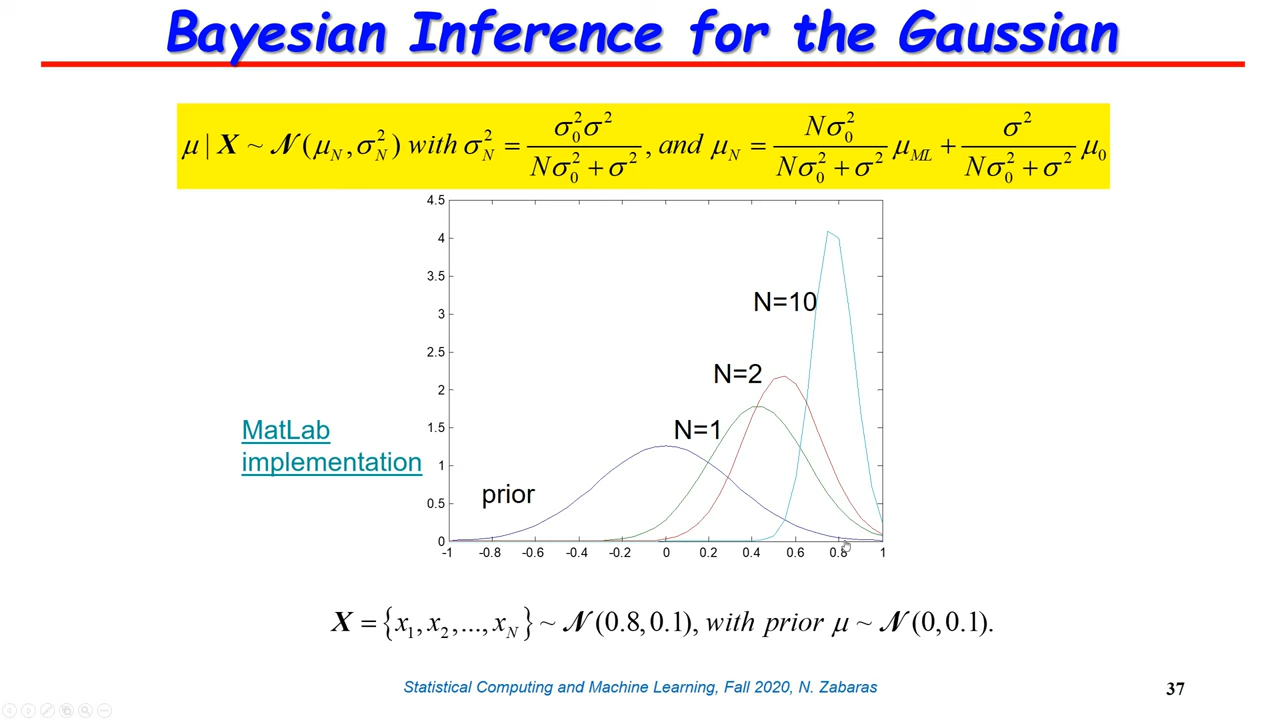 Bayesian Inference for the Gaussian
μ | X ~ 𝒩(μ_N, σ_N^2) with σ_N^2 = σ_0^2σ^2 / (Nσ_0^2 + σ^2), and μ_N = Nσ_0^2 / (Nσ_0^2 + σ^2) μ_ML + σ^2 / (Nσ_0^2 + σ^2) μ_0
4.5
4
3.5
N=10
3
2.5
N=2
2
N=1
1.5
MatLab
implementation
1
prior
0.5
0
-1 -0.8 -0.6 -0.4 -0.2 0 0.2 0.4 0.6 0.8 1
X = {x_1, x_2, ..., x_N} ~ 𝒩(0.8, 0.1), with prior μ ~ 𝒩(0, 0.1).
Statistical Computing and Machine Learning, Fall 2020, N. Zabaras
37